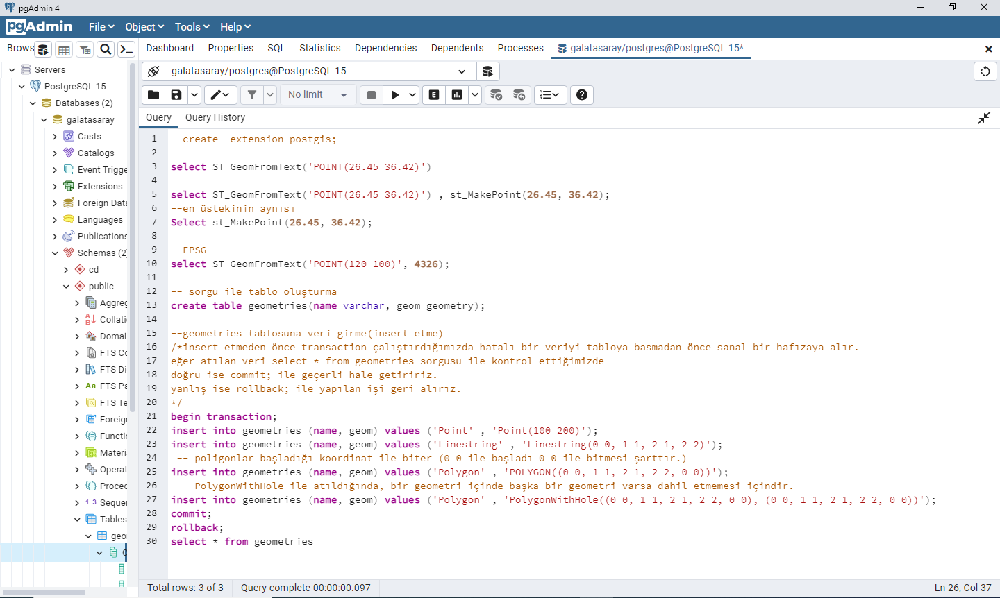 pgAdmin 4
pgAdmin File Object Tools Help
Brows Dashboard Properties SQL Statistics Dependencies Dependents Processes galatasaray/postgres@PostgreSQL 15*
galatasaray/postgres@PostgreSQL 15
No limit E
Query Query History
Servers
PostgreSQL 15
Databases (2)
galatasaray
Casts
Catalogs
Event Trigge
Extensions
Foreign Data
Languages
Publications
Schemas (2)
cd
public
Aggreg
Collati
Domai
FTS Co
FTS Di
Aa FTS Pa
FTS Te
Foreign
Functio
Materi
Operat
Proced
1..3 Sequer
Tables
geo
C
1 --create  extension postgis;
2
3 select ST_GeomFromText('POINT(26.45 36.42)')
4
5 select ST_GeomFromText('POINT(26.45 36.42)') , st_MakePoint(26.45, 36.42);
6 --en üstekinin aynısı
7 Select st_MakePoint(26.45, 36.42);
8
9 --EPSG
10 select ST_GeomFromText('POINT(120 100)', 4326);
11
12 -- sorgu ile tablo oluşturma
13 create table geometries(name varchar, geom geometry);
14
15 --geometries tablosuna veri girme(insert etme)
16 /*insert etmeden önce transaction çalıştırdığımızda hatalı bir veriyi tabloya basmadan önce sanal bir hafızaya alır.
17 eğer atılan veri select * from geometries sorgusu ile kontrol ettiğimizde
18 doğru ise commit; ile geçerli hale getiririz.
19 yanlış ise rollback; ile yapılan işi geri alırız.
20 */
21 begin transaction;
22 insert into geometries (name, geom) values ('Point' , 'Point(100 200)');
23 insert into geometries (name, geom) values ('Linestring' , 'Linestring(0 0, 1 1, 2 1, 2 2)');
24  -- poligonlar başladığı koordinat ile biter (0 0 ile başladı 0 0 ile bitmesi şarttır.)
25 insert into geometries (name, geom) values ('Polygon' , 'POLYGON((0 0, 1 1, 2 1, 2 2, 0 0))');
26  -- PolygonWithHole ile atıldığında, bir geometri içinde başka bir geometri varsa dahil etmemesi içindir.
27 insert into geometries (name, geom) values ('Polygon' , 'PolygonWithHole((0 0, 1 1, 2 1, 2 2, 0 0), (0 0, 1 1, 2 1, 2 2, 0 0))');
28 commit;
29 rollback;
30 select * from geometries
Total rows: 3 of 3 Query complete 00:00:00.097 Ln 26, Col 37